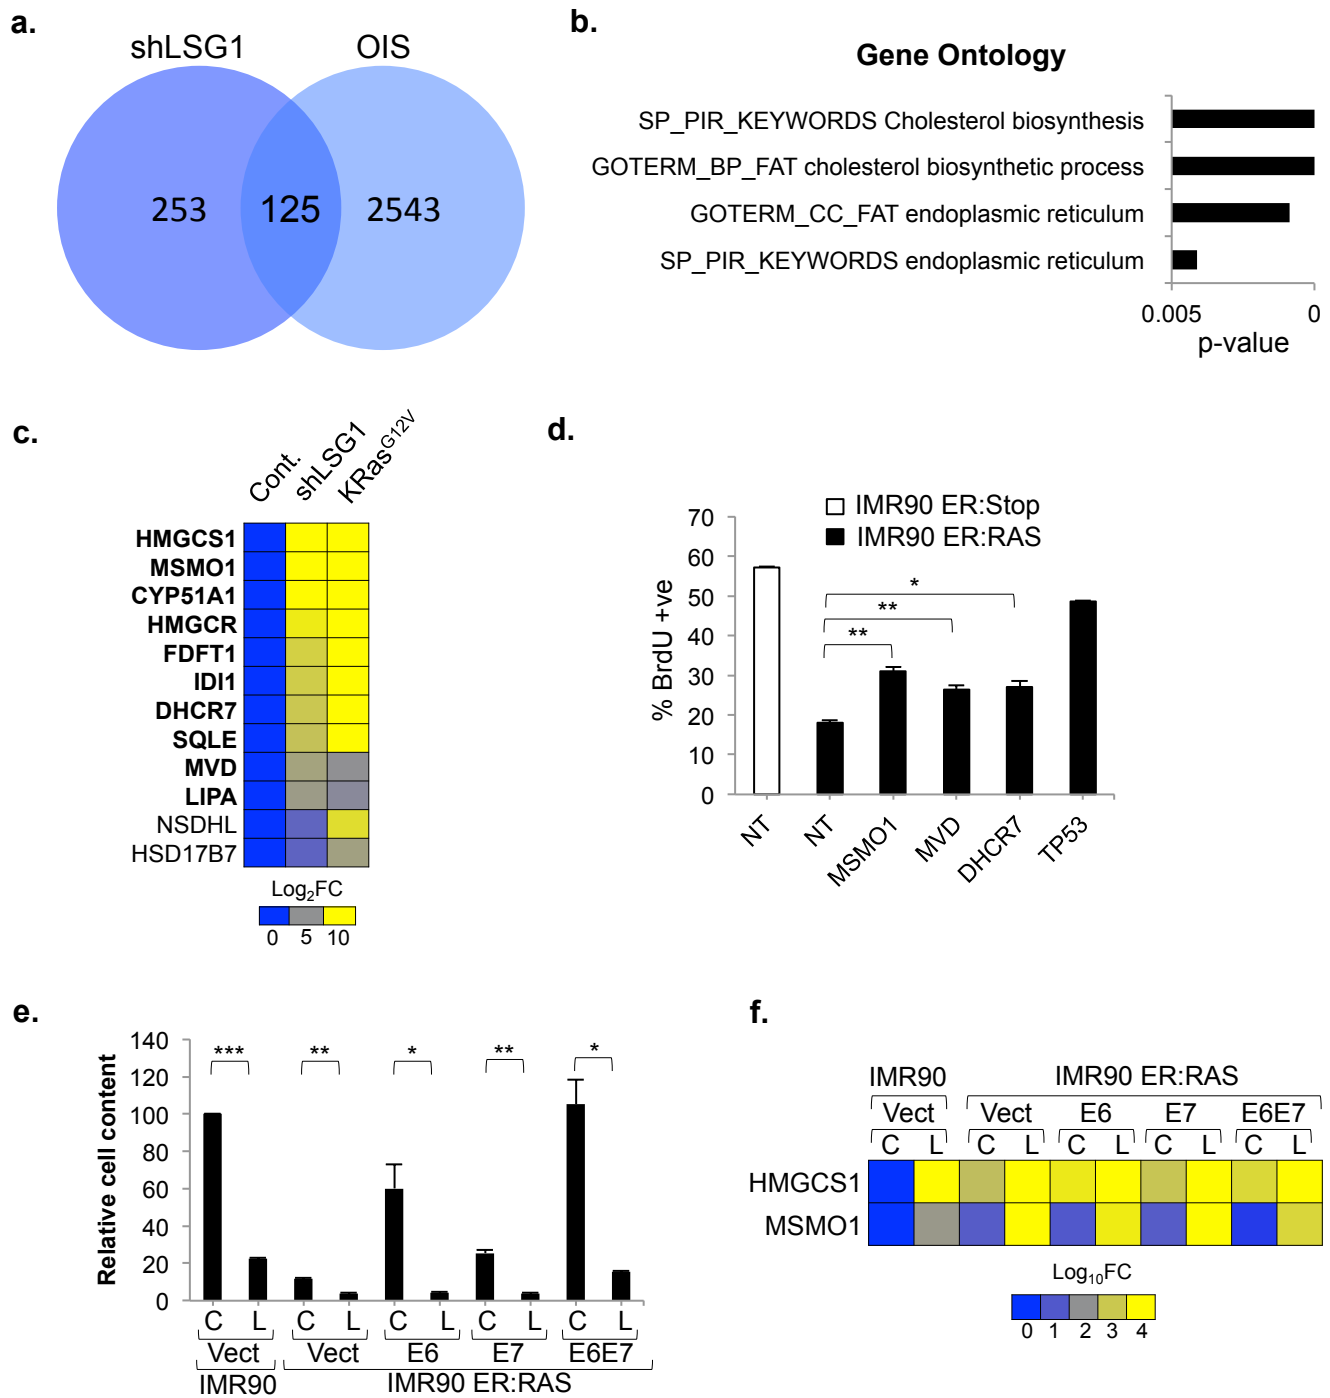 a.
shLSG1
OIS
253
125
2543
b.
Gene Ontology
SP_PIR_KEYWORDS Cholesterol biosynthesis
GOTERM_BP_FAT cholesterol biosynthetic process
GOTERM_CC_FAT endoplasmic reticulum
SP_PIR_KEYWORDS endoplasmic reticulum
0.005
0
p-value
c.
Cont.
shLSG1
KRasG12V
HMGCS1
MSMO1
CYP51A1
HMGCR
FDFT1
IDI1
DHCR7
SQLE
MVD
LIPA
NSDHL
HSD17B7
Log2FC
0 5 10
d.
IMR90 ER:Stop
IMR90 ER:RAS
% BrdU +ve
70
60
50
40
30
20
10
0
*
**
**
NT
NT
MSMO1
MVD
DHCR7
TP53
e.
Relative cell content
140
120
100
80
60
40
20
0
*** ** * ** *
C L C L C L C L C L
Vect Vect E6 E7 E6E7
IMR90 IMR90 ER:RAS
f.
IMR90 IMR90 ER:RAS
Vect Vect E6 E7 E6E7
C L C L C L C L C L
HMGCS1
MSMO1
Log10FC
0 1 2 3 4